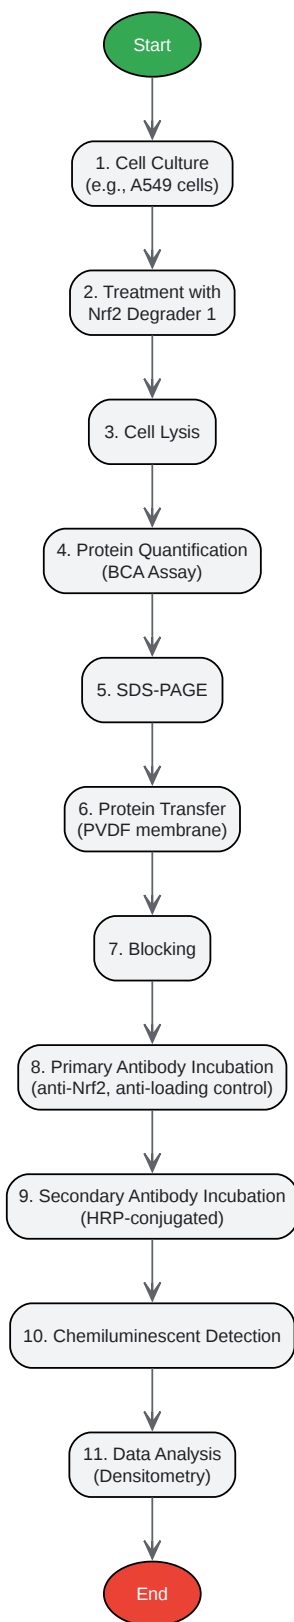 Start
1. Cell Culture
(e.g., A549 cells)
2. Treatment with
Nrf2 Degrader 1
3. Cell Lysis
4. Protein Quantification
(BCA Assay)
5. SDS-PAGE
6. Protein Transfer
(PVDF membrane)
7. Blocking
8. Primary Antibody Incubation
(anti-Nrf2, anti-loading control)
9. Secondary Antibody Incubation
(HRP-conjugated)
10. Chemiluminescent Detection
11. Data Analysis
(Densitometry)
End